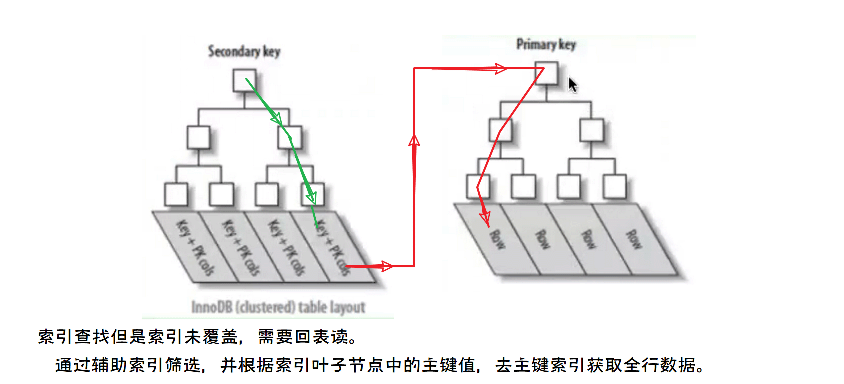 Secondary key
Primary key
Key + PK cols
Key + PK cols
Key + PK cols
Key + PK cols
Row
Row
Row
Row
InnoDB (clustered) table layout
索引查找但是索引未覆盖，需要回表读。
通过辅助索引筛选，并根据索引叶子节点中的主键值，去主键索引获取全行数据。